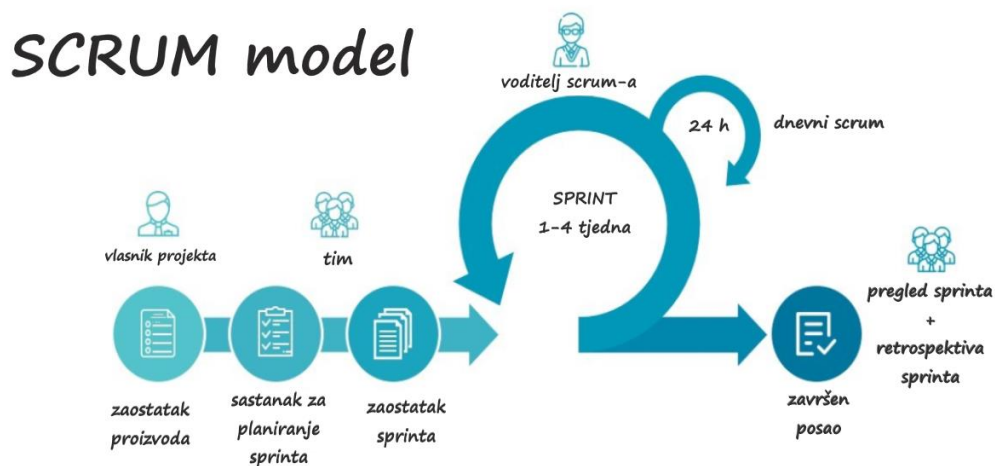 SCRUM model
voditelj scrum-a
24 h
dnevni scrum
SPRINT
1-4 tjedna
vlasnik projekta
tim
pregled sprinta
+
retrospektiva
sprinta
zaostatak
proizvoda
sastanak za
planiranje
sprinta
zaostatak
sprinta
završen
posao